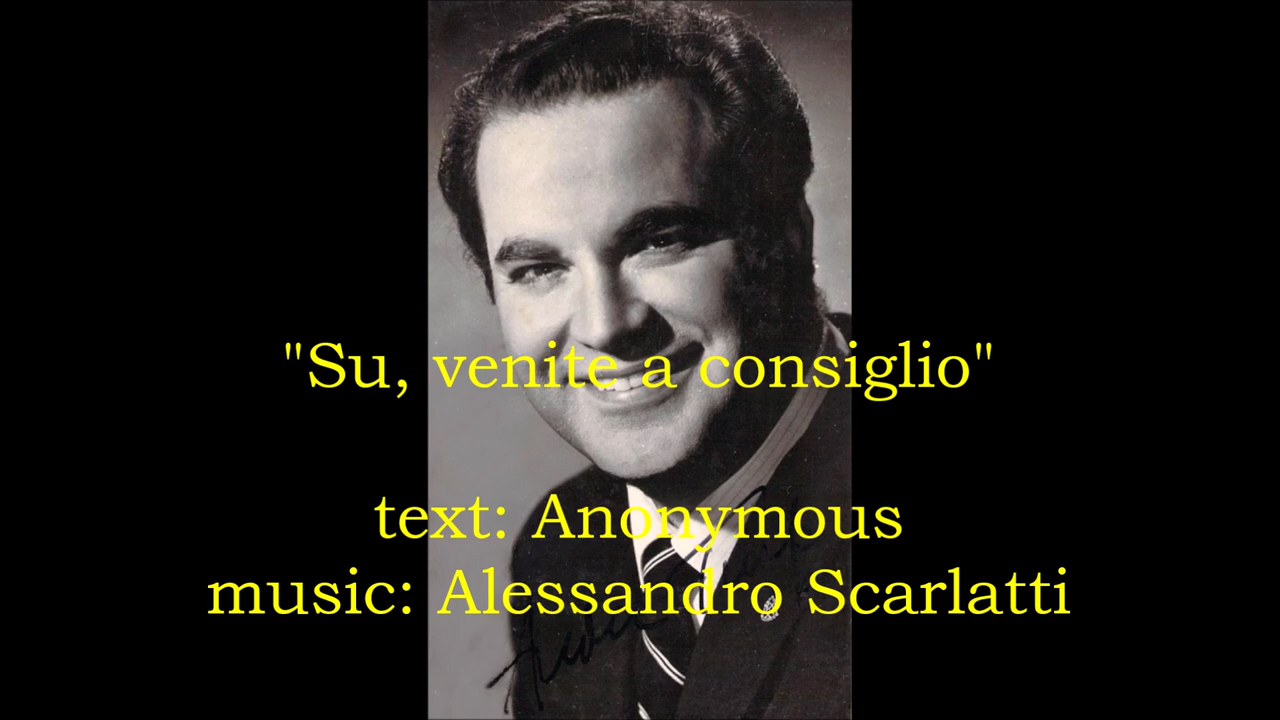 "Su, venite a consiglio"
text: Anonymous
music: Alessandro Scarlatti